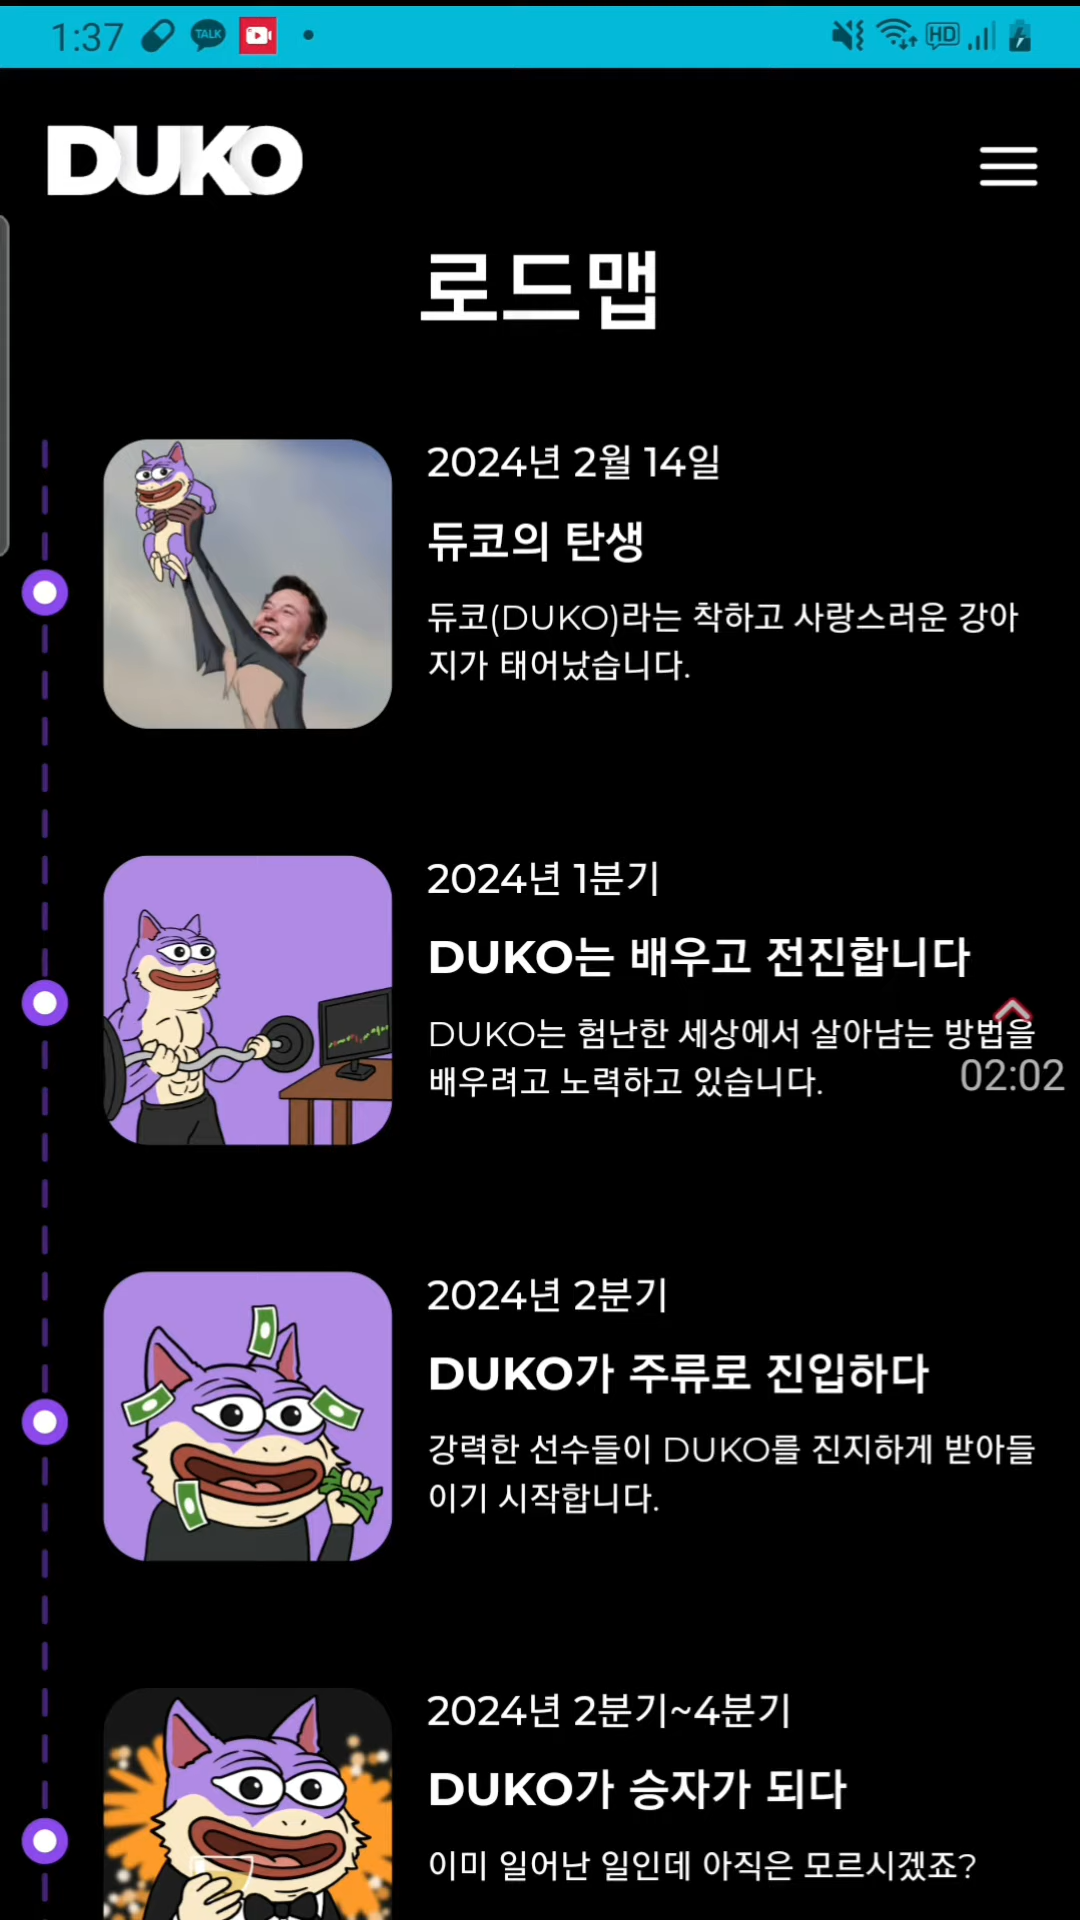 1:37
TALK
HD
DUKO
로드맵
2024년 2월 14일
듀코의 탄생
듀코(DUKO)라는 착하고 사랑스러운 강아
지가 태어났습니다.
2024년 1분기
DUKO는 배우고 전진합니다
DUKO는 험난한 세상에서 살아남는 방법을
배우려고 노력하고 있습니다.
02:02
2024년 2분기
DUKO가 주류로 진입하다
강력한 선수들이 DUKO를 진지하게 받아들
이기 시작합니다.
2024년 2분기~4분기
DUKO가 승자가 되다
이미 일어난 일인데 아직은 모르시겠죠?